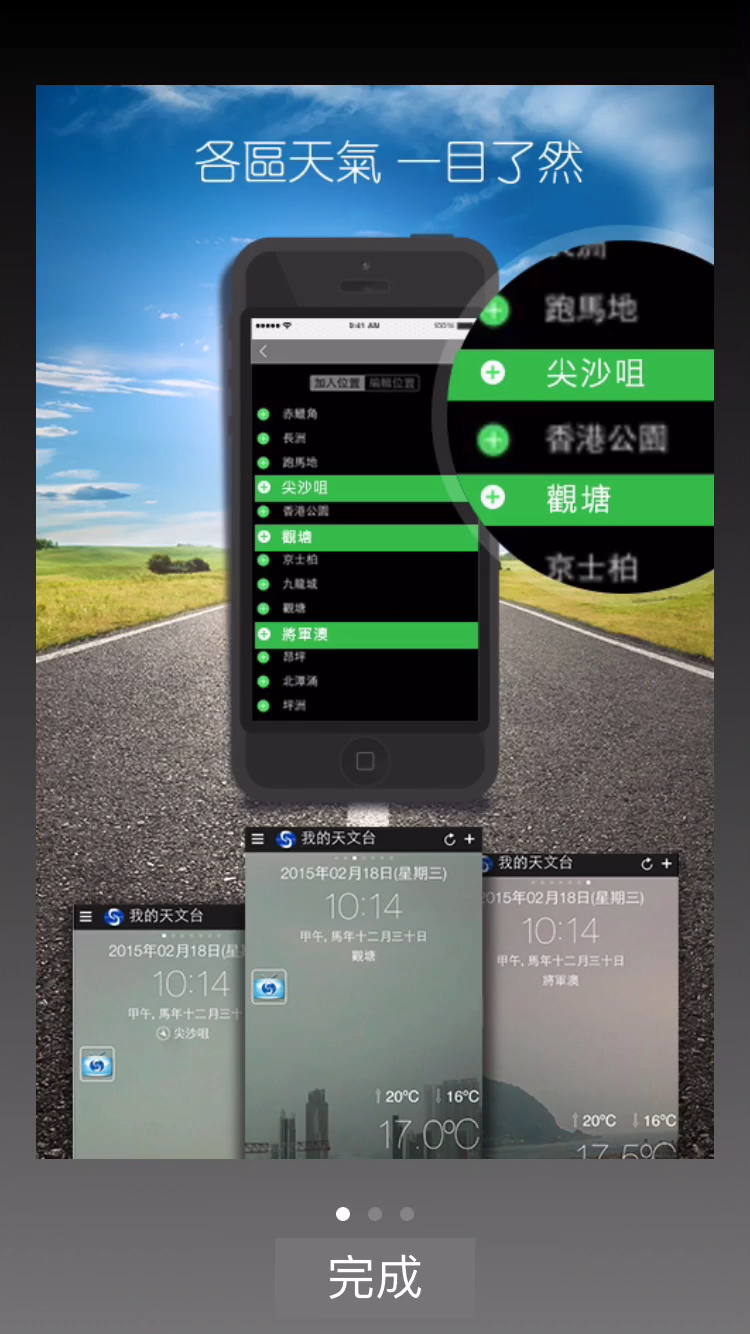 各區天氣 一目了然
9:41 AM
100%
加入位置 編輯位置
赤鱲角
長洲
跑馬地
尖沙咀
香港公園
觀塘
京士柏
九龍城
觀塘
將軍澳
昂坪
北潭涌
坪洲
長洲
跑馬地
尖沙咀
香港公園
觀塘
京士柏
我的天文台
2015年02月18日(星
10:14
甲午, 馬年十二月三十
尖沙咀
我的天文台
2015年02月18日(星期三)
10:14
甲午, 馬年十二月三十日
觀塘
20°C 16°C
17.0°C
我的天文台
2015年02月18日(星期三)
10:14
甲午, 馬年十二月三十日
將軍澳
20°C 16°C
17.5°C
完成